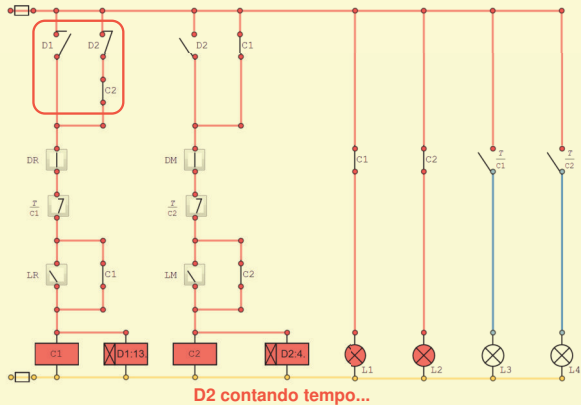 D1 D2 D2 C1
C2
DR DM C1 C2 T/C1 T/C2
T/C1 T/C2
LR C1 LM C2
C1 D1:13. C2 D2:4.
L1 L2 L3 L4
D2 contando tempo...